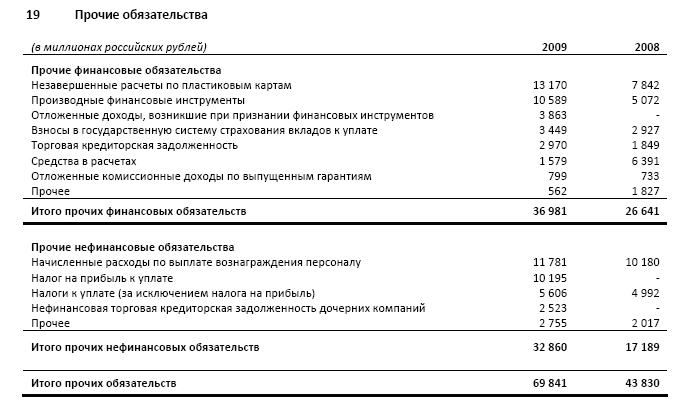 19 Прочие обязательства
(в миллионах российских рублей) 2009 2008
Прочие финансовые обязательства
Незавершенные расчеты по пластиковым картам 13 170 7 842
Производные финансовые инструменты 10 589 5 072
Отложенные доходы, возникшие при признании финансовых инструментов 3 863 -
Взносы в государственную систему страхования вкладов к уплате 3 449 2 927
Торговая кредиторская задолженность 2 970 1 849
Средства в расчетах 1 579 6 391
Отложенные комиссионные доходы по выпущенным гарантиям 799 733
Прочее 562 1 827
Итого прочих финансовых обязательств 36 981 26 641
Прочие нефинансовые обязательства
Начисленные расходы по выплате вознаграждения персоналу 11 781 10 180
Налог на прибыль к уплате 10 195 -
Налоги к уплате (за исключением налога на прибыль) 5 606 4 992
Нефинансовая торговая кредиторская задолженность дочерних компаний 2 523 -
Прочее 2 755 2 017
Итого прочих нефинансовых обязательств 32 860 17 189
Итого прочих обязательств 69 841 43 830